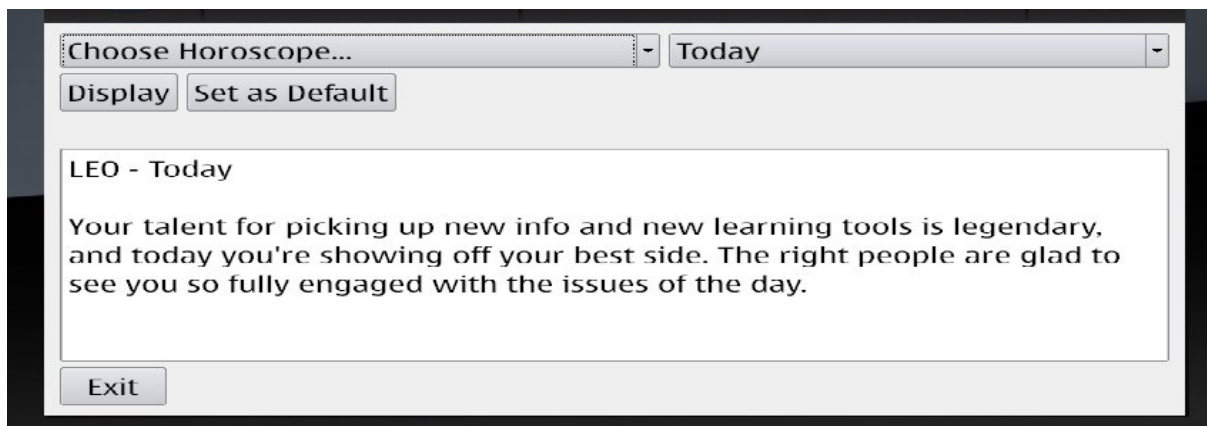 Choose Horoscope... Today
Display Set as Default
LEO - Today
Your talent for picking up new info and new learning tools is legendary,
and today you're showing off your best side. The right people are glad to
see you so fully engaged with the issues of the day.
Exit